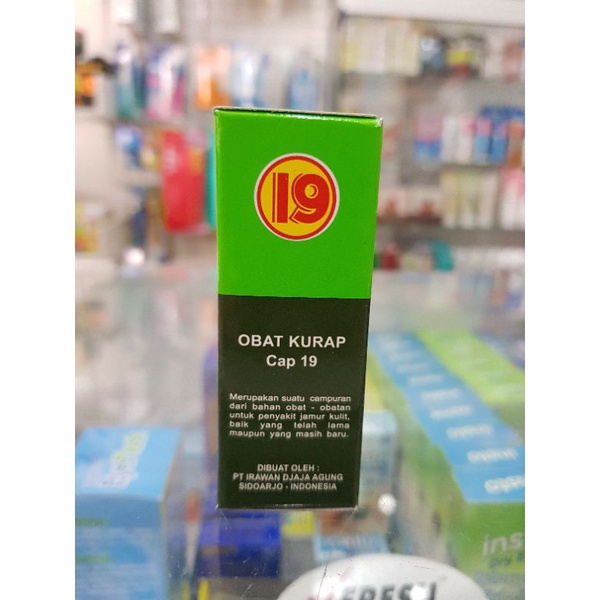 19
OBAT KURAP
Cap 19
Merupakan suatu campuran
dari bahan obat - obatan
untuk penyakit jamur kulit,
baik yang telah lama
maupun yang masih baru.
DIBUAT OLEH :
PT IRAWAN DJAJA AGUNG
SIDOARJO - INDONESIA